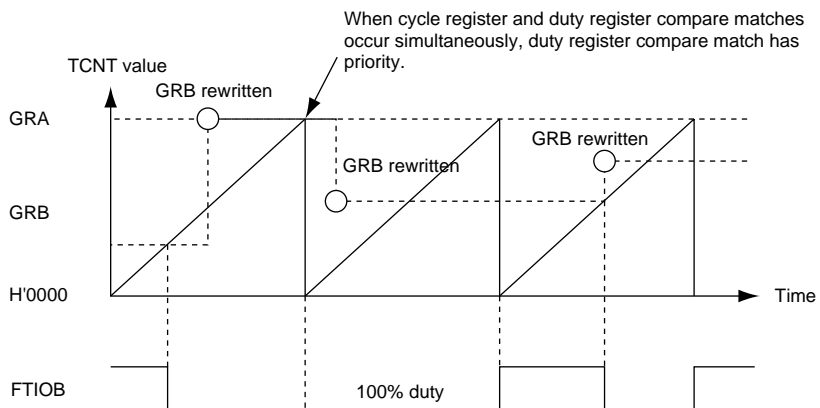 When cycle register and duty register compare matches
occur simultaneously, duty register compare match has
priority.
TCNT value
GRB rewritten
GRA
GRB rewritten
GRB rewritten
GRB
H'0000
Time
FTIOB
100% duty